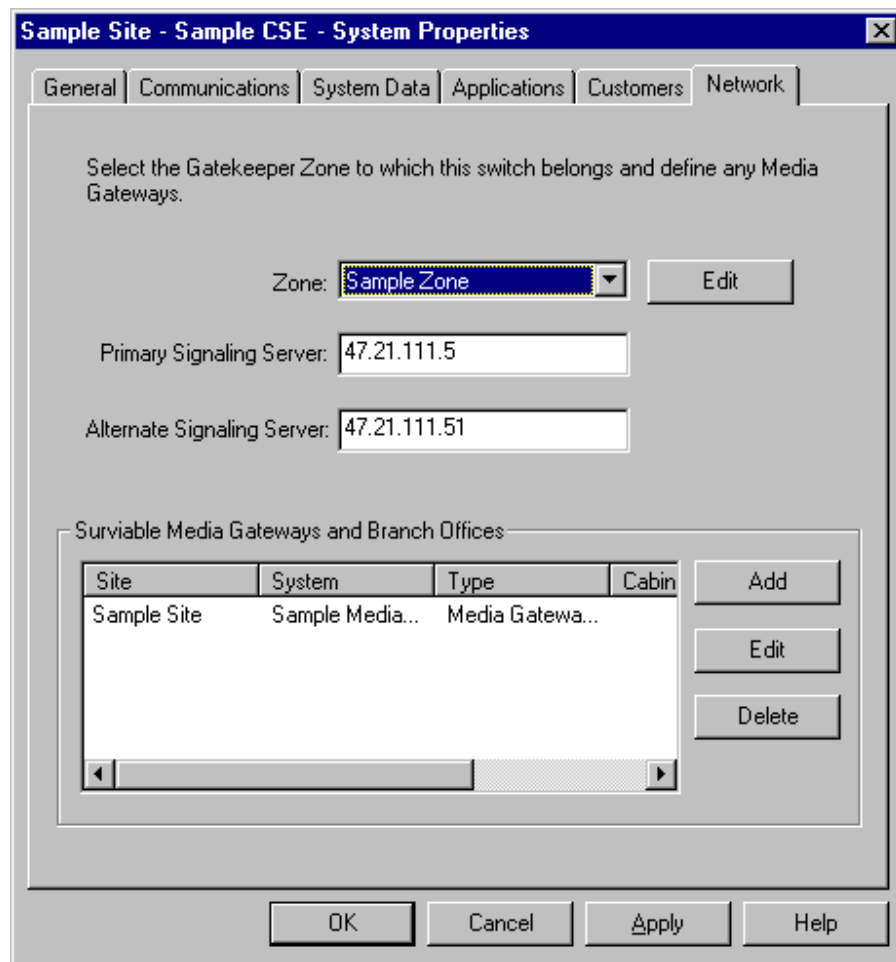 Sample Site - Sample CSE - System Properties
General Communications System Data Applications Customers Network
Select the Gatekeeper Zone to which this switch belongs and define any Media
Gateways.
Zone: Sample Zone Edit
Primary Signaling Server: 47.21.111.5
Alternate Signaling Server: 47.21.111.51
Surviable Media Gateways and Branch Offices
Site System Type Cabin Add
Sample Site Sample Media... Media Gatewa...
Edit
Delete
OK Cancel Apply Help